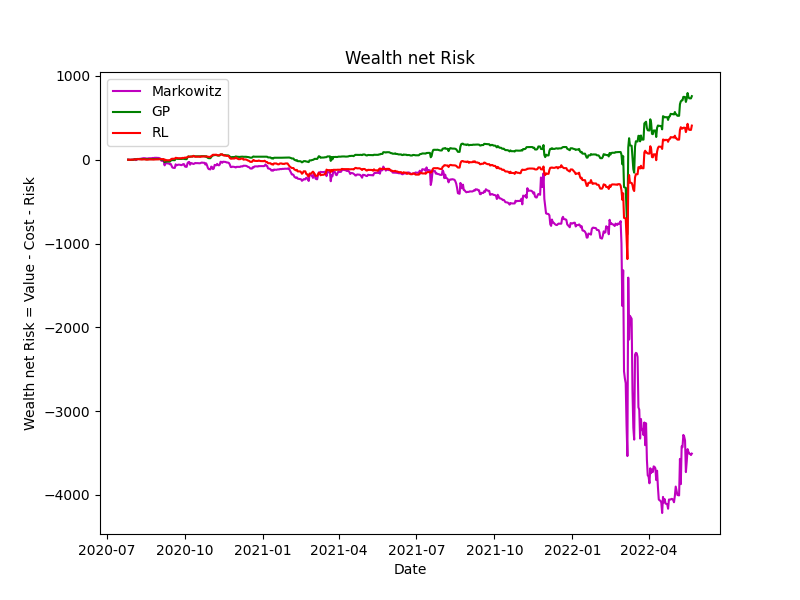 Wealth net Risk
Wealth net Risk = Value - Cost - Risk
1000
0
−1000
−2000
−3000
−4000
Markowitz
GP
RL
2020-07 2020-10 2021-01 2021-04 2021-07 2021-10 2022-01 2022-04
Date